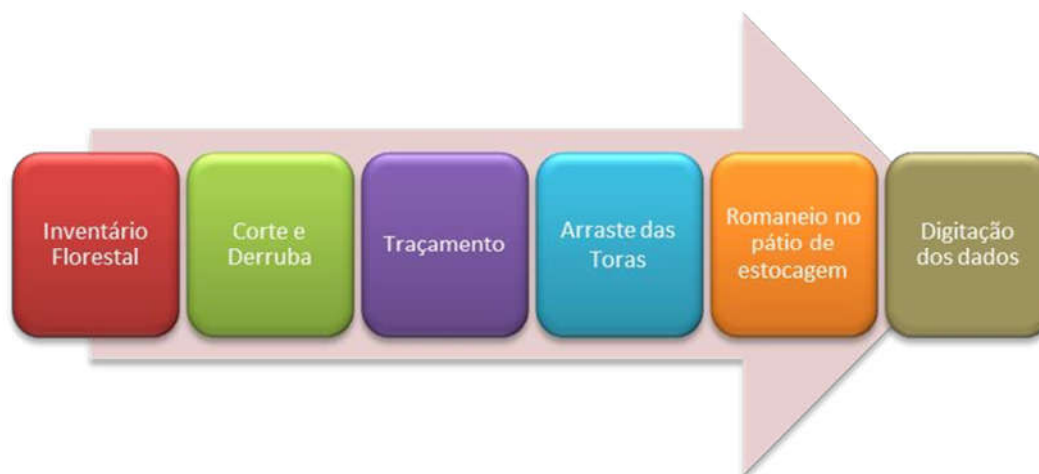 Inventário
Florestal
Corte e
Derruba
Traçamento
Arraste das
Toras
Romaneio no
pátio de
estocagem
Digitação
dos dados